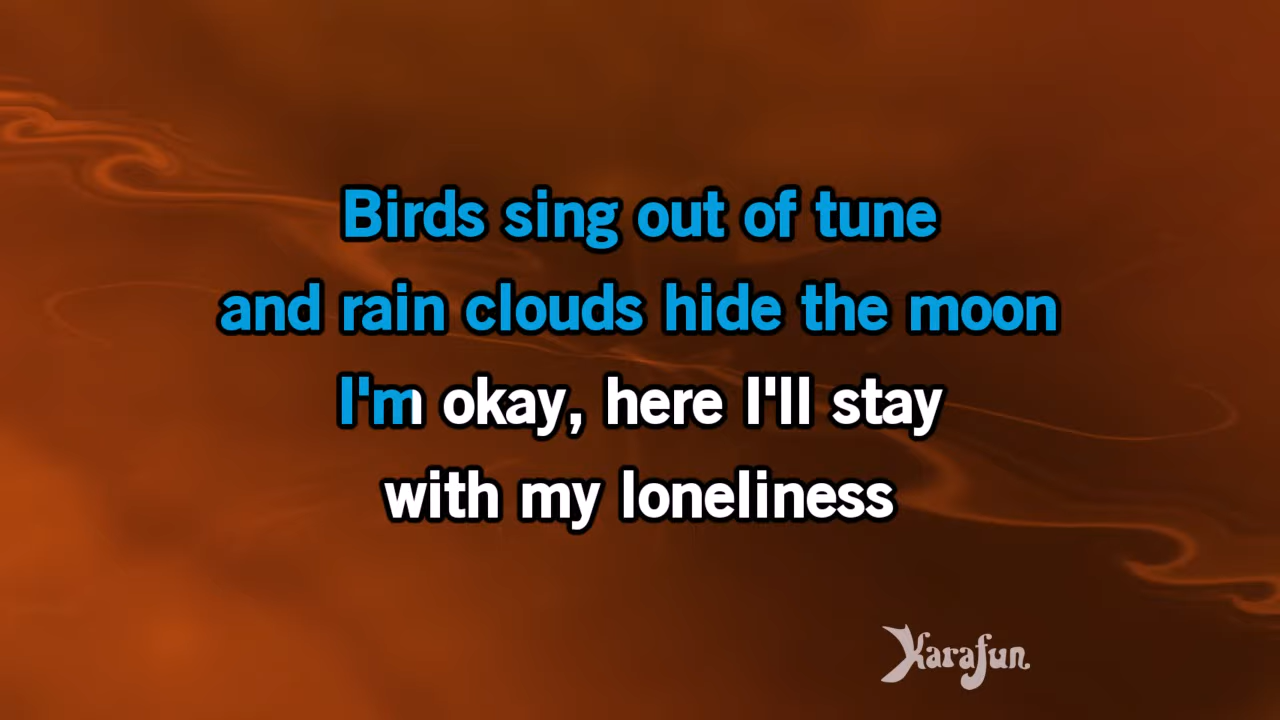 Birds sing out of tune
and rain clouds hide the moon
I'm okay, here I'll stay
with my loneliness
Karafun